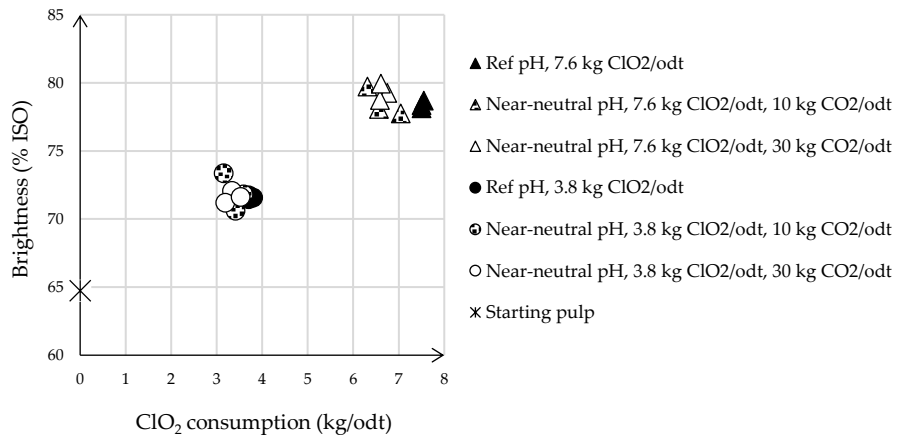 85
80
75
70
65
60
Brightness (% ISO)
0 1 2 3 4 5 6 7 8
ClO₂ consumption (kg/odt)
Ref pH, 7.6 kg ClO2/odt
Near-neutral pH, 7.6 kg ClO2/odt, 10 kg CO2/odt
Near-neutral pH, 7.6 kg ClO2/odt, 30 kg CO2/odt
Ref pH, 3.8 kg ClO2/odt
Near-neutral pH, 3.8 kg ClO2/odt, 10 kg CO2/odt
Near-neutral pH, 3.8 kg ClO2/odt, 30 kg CO2/odt
Starting pulp